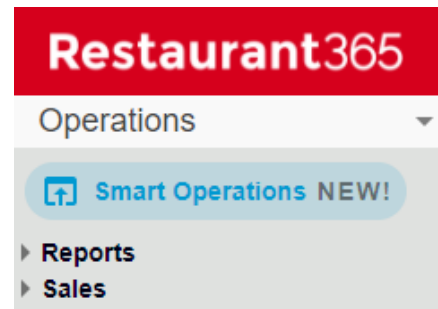 Restaurant365
Operations
Smart Operations NEW!
Reports
Sales